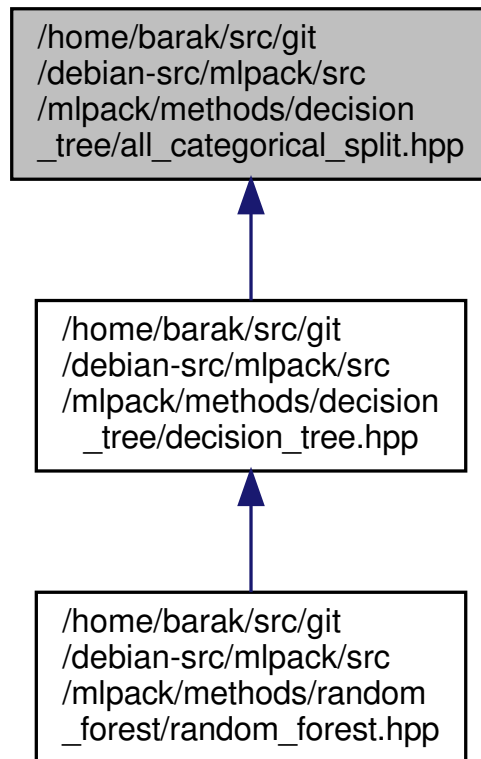 /home/barak/src/git
/debian-src/mlpack/src
/mlpack/methods/decision
_tree/all_categorical_split.hpp
/home/barak/src/git
/debian-src/mlpack/src
/mlpack/methods/decision
_tree/decision_tree.hpp
/home/barak/src/git
/debian-src/mlpack/src
/mlpack/methods/random
_forest/random_forest.hpp